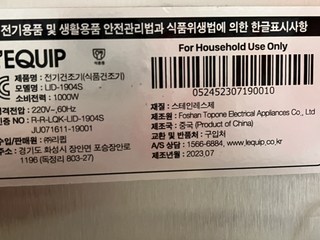 전기용품 및 생활용품 안전관리법과 식품위생법에 의한 한글표시사항
L'EQUIP
For Household Use Only
제품명 : 전기건조기(식품건조기)
모델명 : LID-1904S
소비전력 : 1000W
정격전압 : 220V~, 60Hz
인증번호 : R-R-LQK-LID-1904S
JU071611-19001
수입/판매원 : ㈜리큅
주소 : 경기도 화성시 장안면 포승장안로
1196 (독정리 803-27)
052452307190010
재질 : 스테인레스제
제조원 : Foshan Topone Electrical Appliances Co., Ltd
제조국 : 중국 (Product of China)
반품 및 교환장소 : 구입처
A/S 상담 : 1566-6884, www.lequip.co.kr
제조년월 : 2023.07